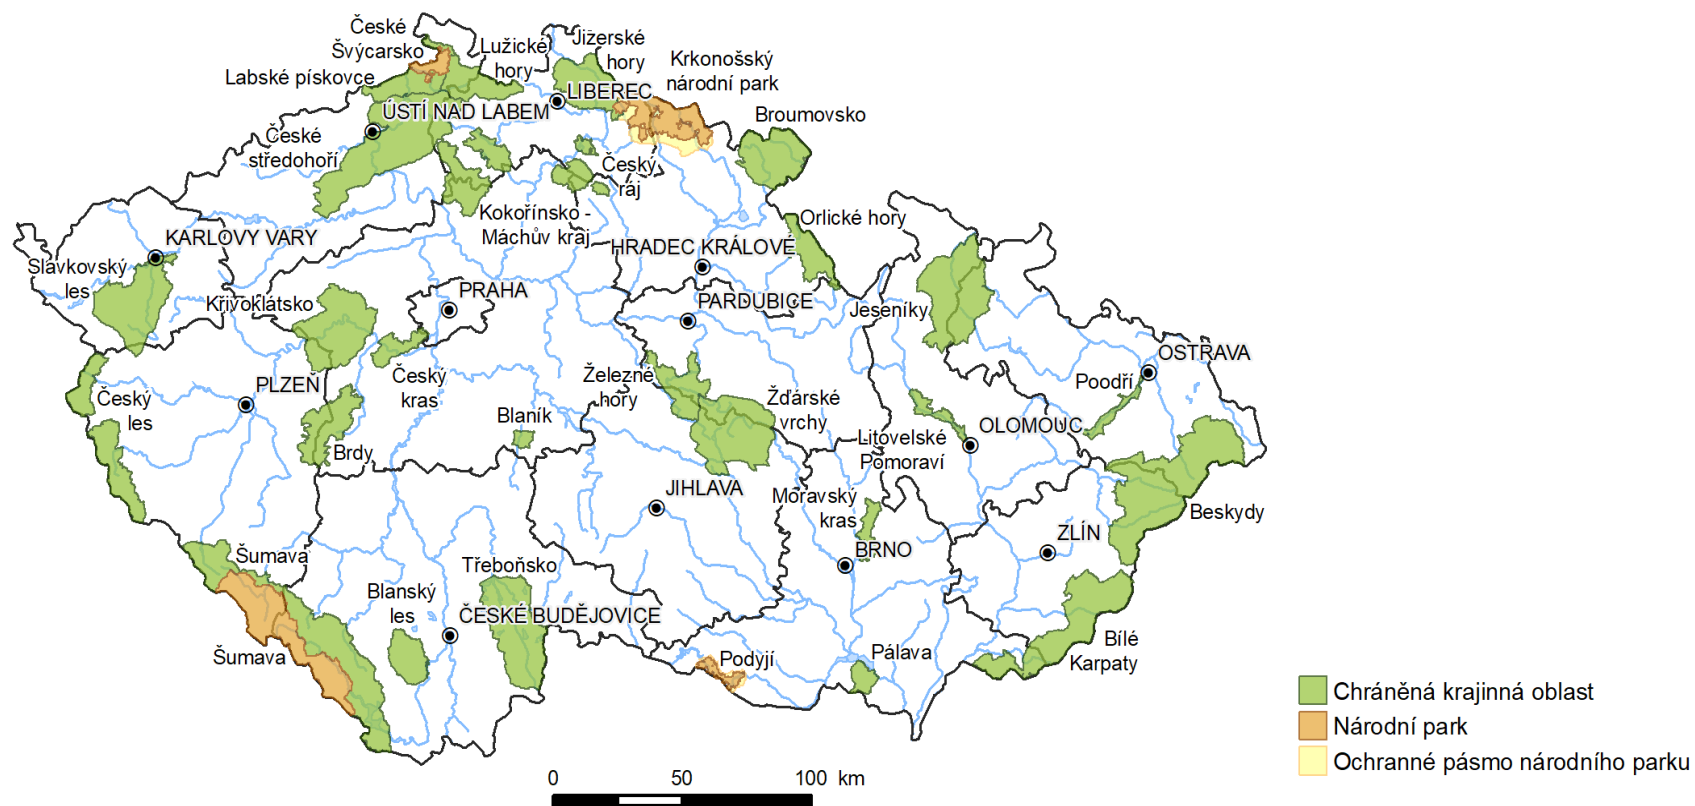 České
Švýcarsko
Lužické
hory
Jizerské
hory
Krkonošský
národní park
Labské pískovce
LIBEREC
ÚSTÍ NAD LABEM
Broumovsko
České
středohoří
Český
ráj
Kokořínsko -
Máchův kraj
Orlické hory
KARLOVY VARY
HRADEC KRÁLOVÉ
Slavkovský
les
Křivoklátsko
PRAHA
PARDUBICE
Jeseníky
OSTRAVA
Poodří
PLZEŇ
Český
kras
Železné
hory
Český
les
Žďárské
vrchy
Blaník
OLOMOUC
Litovelské
Pomoraví
Brdy
JIHLAVA
Moravský
kras
Beskydy
ZLÍN
BRNO
Šumava
Třeboňsko
Blanský
les
ČESKÉ BUDĚJOVICE
Šumava
Podyjí
Pálava
Bílé
Karpaty
Chráněná krajinná oblast
Národní park
Ochranné pásmo národního parku
0 50 100 km